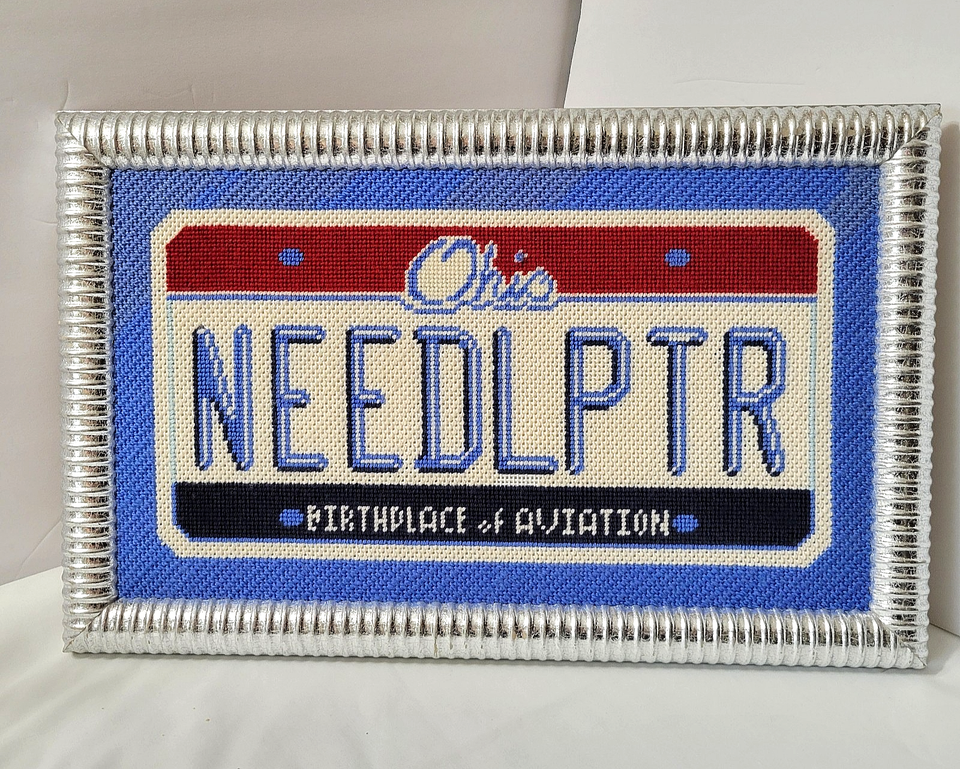 Ohio
NEEDLPTR
BIRTHPLACE of AVIATION